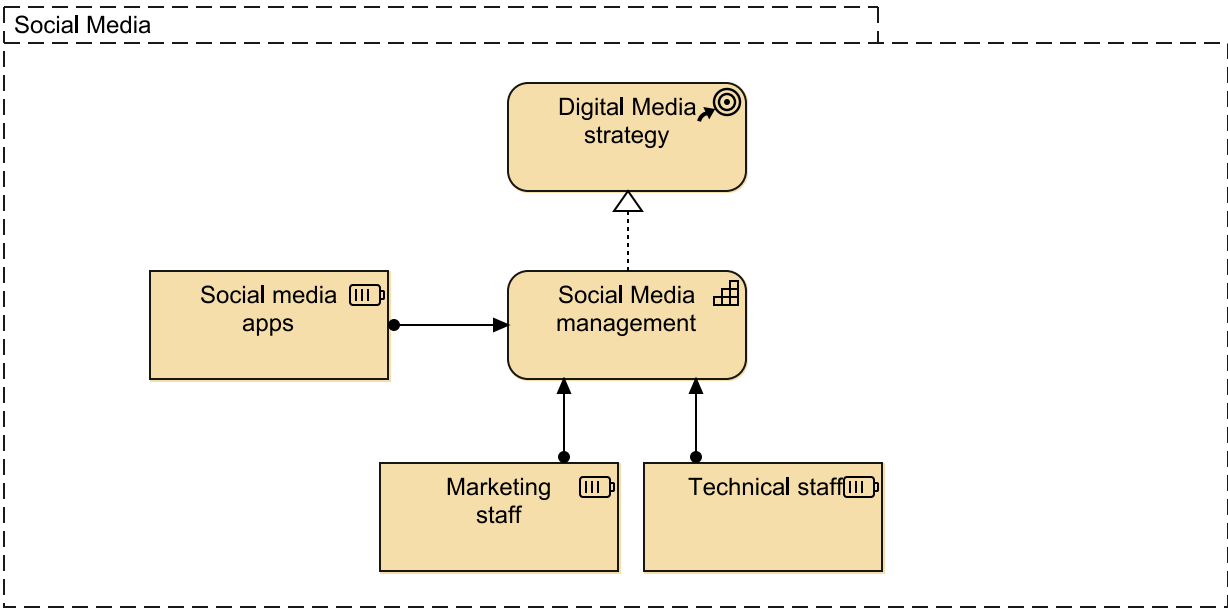 Social Media
Digital Media
strategy
Social media
apps
Social Media
management
Marketing
staff
Technical staff